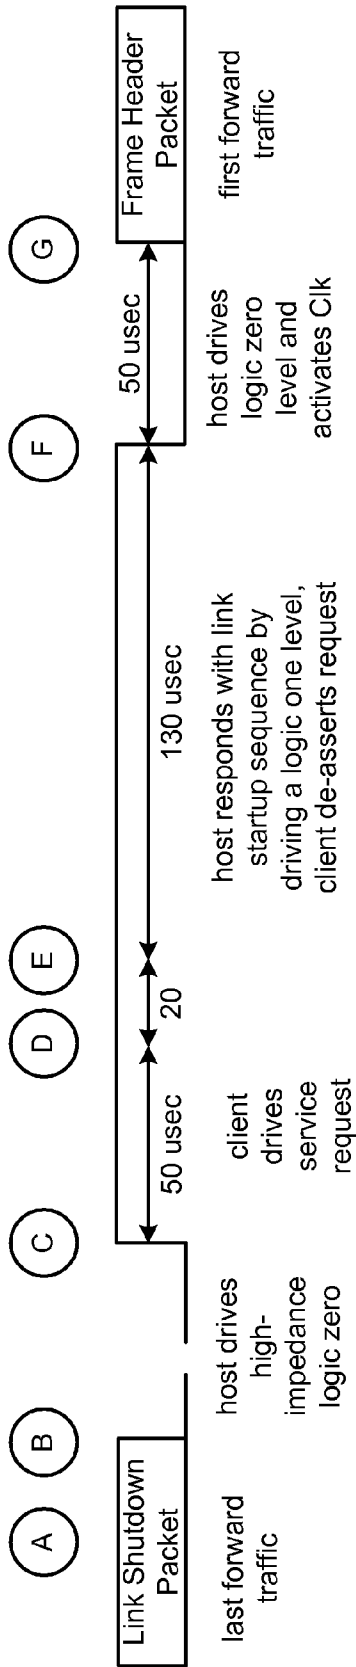 A
B
C
D
E
F
G
Link Shutdown
Packet
50 usec
20
130 usec
50 usec
Frame Header
Packet
last forward
traffic
host drives
high-
impedance
logic zero
client
drives
service
request
host responds with link
startup sequence by
driving a logic one level,
client de-asserts request
host drives
logic zero
level and
activates Clk
first forward
traffic